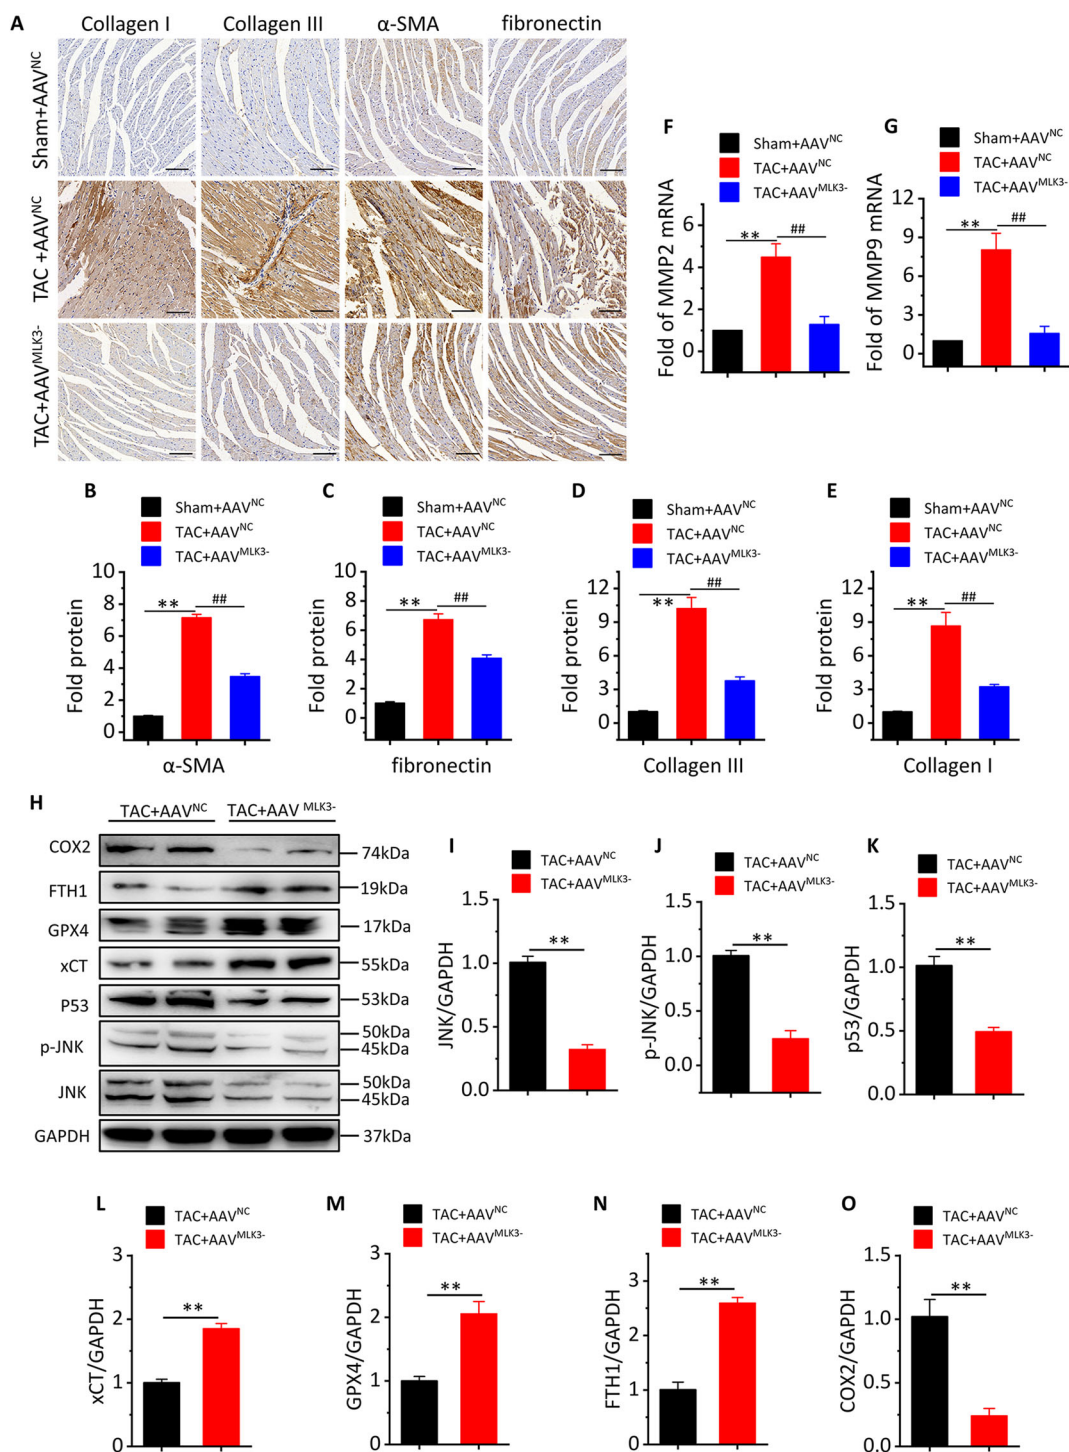 A
Collagen I Collagen III α-SMA fibronectin
Sham+AAV^NC
TAC +AAV^NC
TAC+AAV^MLK3-
F
Sham+AAV^NC
TAC+AAV^NC
TAC+AAV^MLK3-
Fold of MMP2 mRNA
8
6
4
2
0
** ##
G
Sham+AAV^NC
TAC+AAV^NC
TAC+AAV^MLK3-
Fold of MMP9 mRNA
12
9
6
3
0
** ##
B
Sham+AAV^NC
TAC+AAV^NC
TAC+AAV^MLK3-
Fold protein
10
8
6
4
2
0
** ##
α-SMA
C
Sham+AAV^NC
TAC+AAV^NC
TAC+AAV^MLK3-
Fold protein
10
8
6
4
2
0
** ##
fibronectin
D
Sham+AAV^NC
TAC+AAV^NC
TAC+AAV^MLK3-
Fold protein
12
9
6
3
0
** ##
Collagen III
E
Sham+AAV^NC
TAC+AAV^NC
TAC+AAV^MLK3-
Fold protein
12
9
6
3
0
** ##
Collagen I
H
TAC+AAV^NC TAC+AAV^MLK3-
COX2 74kDa
FTH1 19kDa
GPX4 17kDa
xCT 55kDa
P53 53kDa
p-JNK 50kDa
45kDa
JNK 50kDa
45kDa
GAPDH 37kDa
I
TAC+AAV^NC
TAC+AAV^MLK3-
JNK/GAPDH
1.5
1.0
0.5
0.0
**
J
TAC+AAV^NC
TAC+AAV^MLK3-
p-JNK/GAPDH
1.5
1.0
0.5
0.0
**
K
TAC+AAV^NC
TAC+AAV^MLK3-
p53/GAPDH
1.5
1.0
0.5
0.0
**
L
TAC+AAV^NC
TAC+AAV^MLK3-
xCT/GAPDH
3
2
1
0
**
M
TAC+AAV^NC
TAC+AAV^MLK3-
GPX4/GAPDH
3
2
1
0
**
N
TAC+AAV^NC
TAC+AAV^MLK3-
FTH1/GAPDH
3
2
1
0
**
O
TAC+AAV^NC
TAC+AAV^MLK3-
COX2/GAPDH
1.5
1.0
0.5
0.0
**